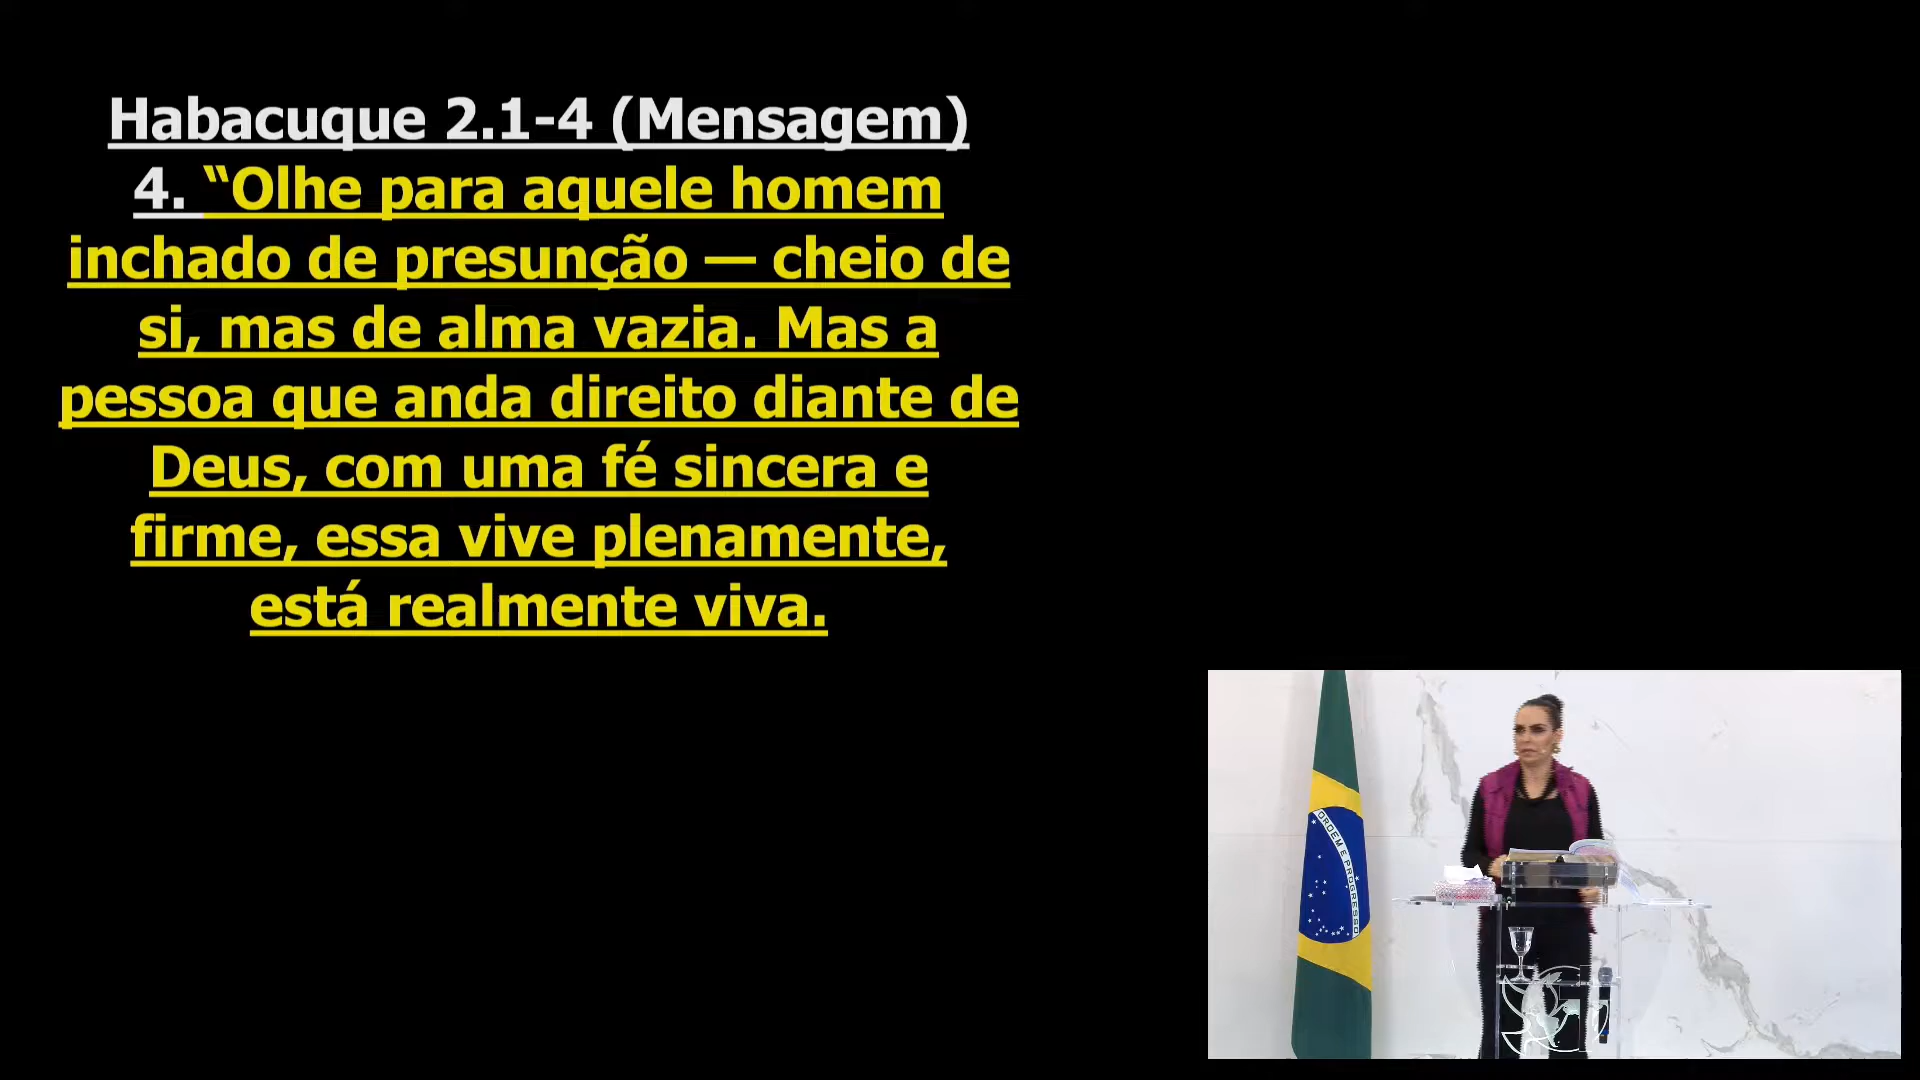 Habacuque 2.1-4 (Mensagem)
4. “Olhe para aquele homem
inchado de presunção — cheio de
si, mas de alma vazia. Mas a
pessoa que anda direito diante de
Deus, com uma fé sincera e
firme, essa vive plenamente,
está realmente viva.
ORDEM E PROGRESSO